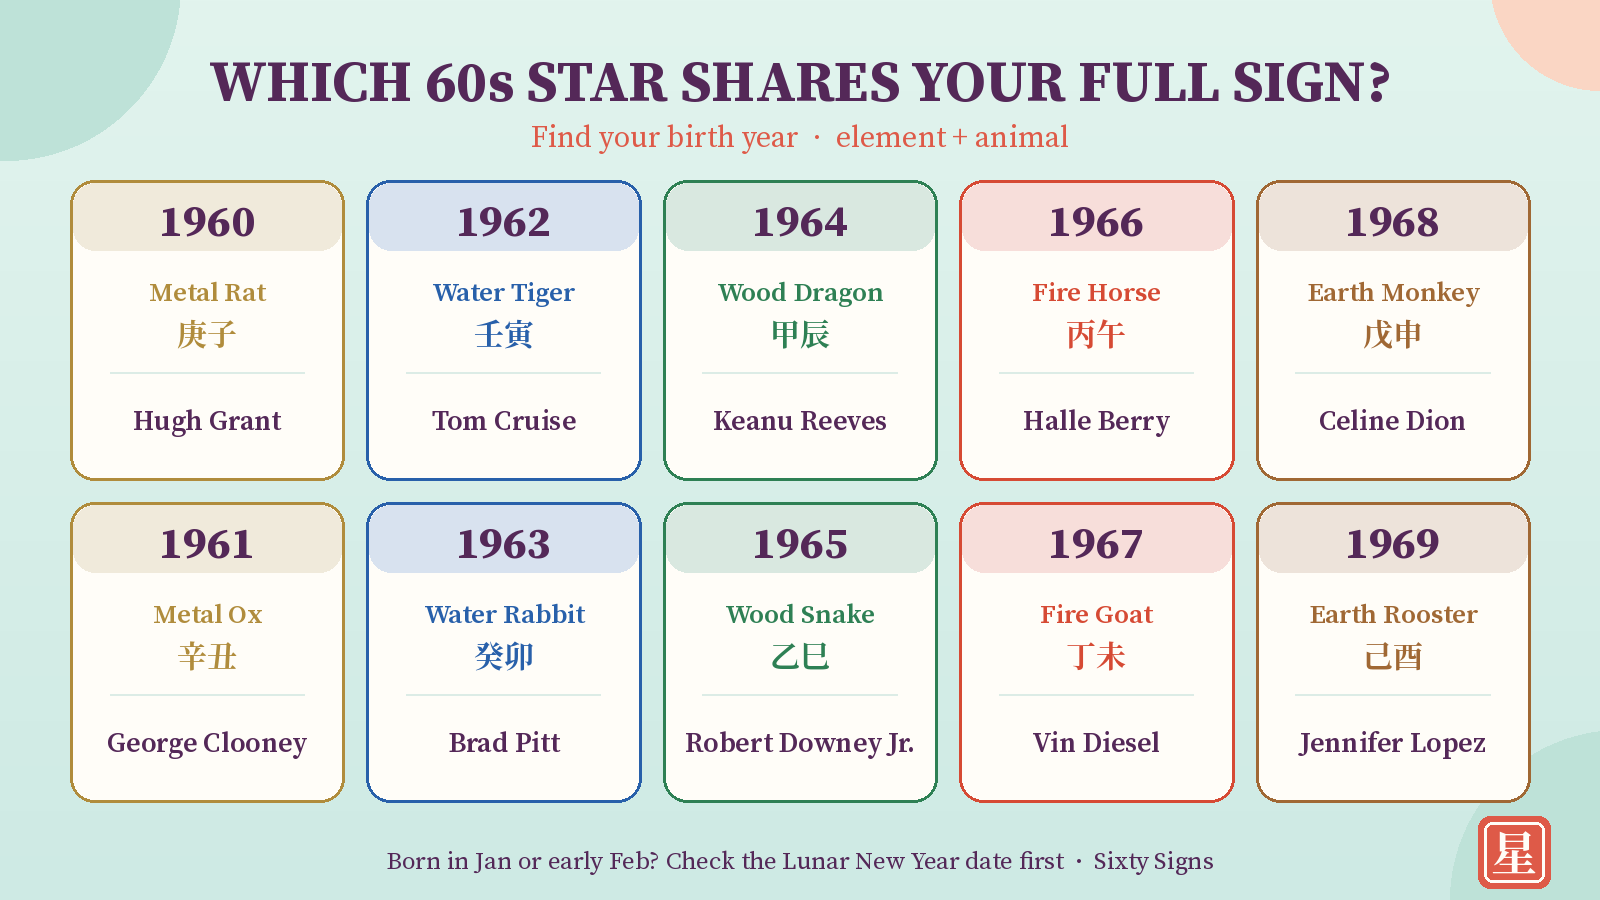 WHICH 60s STAR SHARES YOUR FULL SIGN?
Find your birth year · element + animal
1960
Metal Rat
庚子
Hugh Grant
1962
Water Tiger
壬寅
Tom Cruise
1964
Wood Dragon
甲辰
Keanu Reeves
1966
Fire Horse
丙午
Halle Berry
1968
Earth Monkey
戊申
Celine Dion
1961
Metal Ox
辛丑
George Clooney
1963
Water Rabbit
癸卯
Brad Pitt
1965
Wood Snake
乙巳
Robert Downey Jr.
1967
Fire Goat
丁未
Vin Diesel
1969
Earth Rooster
己酉
Jennifer Lopez
Born in Jan or early Feb? Check the Lunar New Year date first · Sixty Signs
星